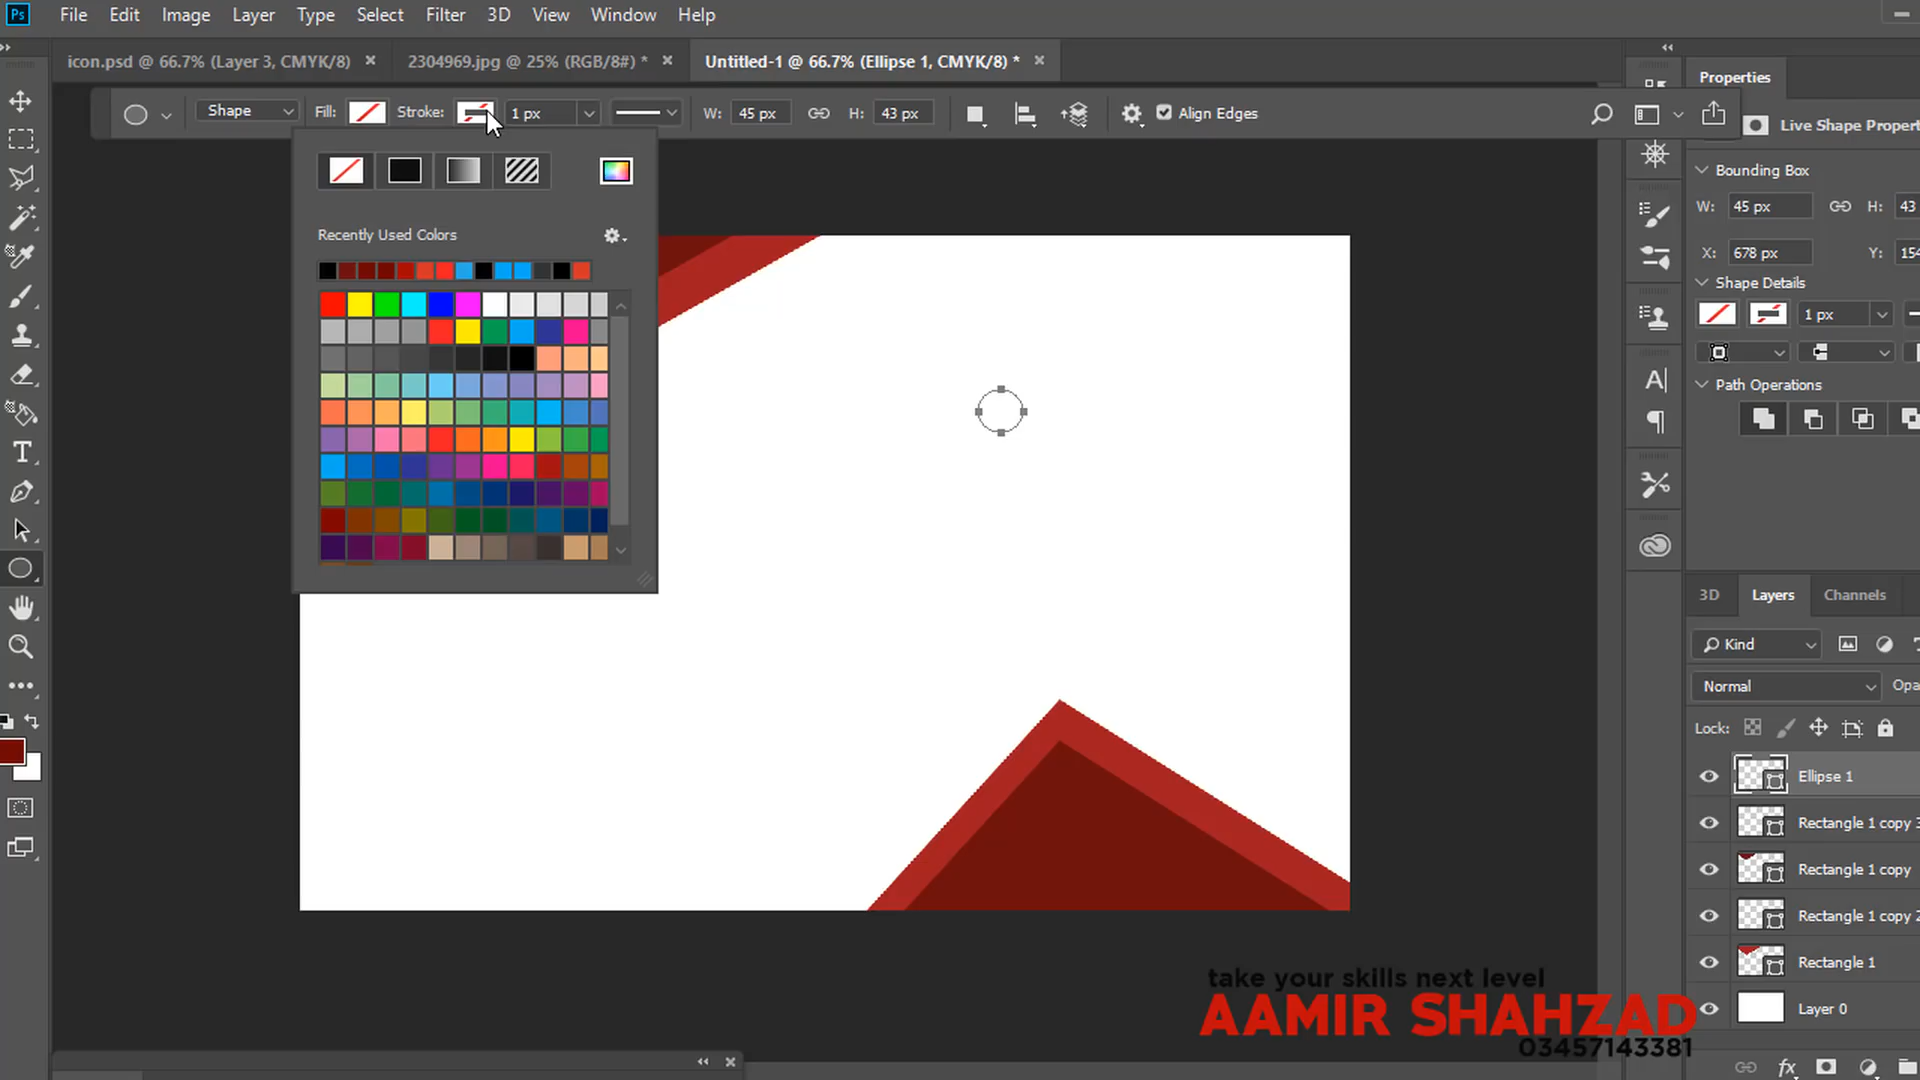 Ps File Edit Image Layer Type Select Filter 3D View Window Help
icon.psd @ 66.7% (Layer 3, CMYK/8) × 2304969.jpg @ 25% (RGB/8#) * × Untitled-1 @ 66.7% (Ellipse 1, CMYK/8) * ×
Properties
Shape Fill: Stroke: 1 px W: 45 px H: 43 px Align Edges
Live Shape Propert
Bounding Box
W: 45 px H: 43
X: 678 px Y: 154
Shape Details
1 px
Path Operations
Recently Used Colors
3D Layers Channels
Kind
Normal Opa
Lock:
Ellipse 1
Rectangle 1 copy 3
Rectangle 1 copy
Rectangle 1 copy 2
Rectangle 1
Layer 0
fx
take your skills next level
AAMIR SHAHZAD
03457143381